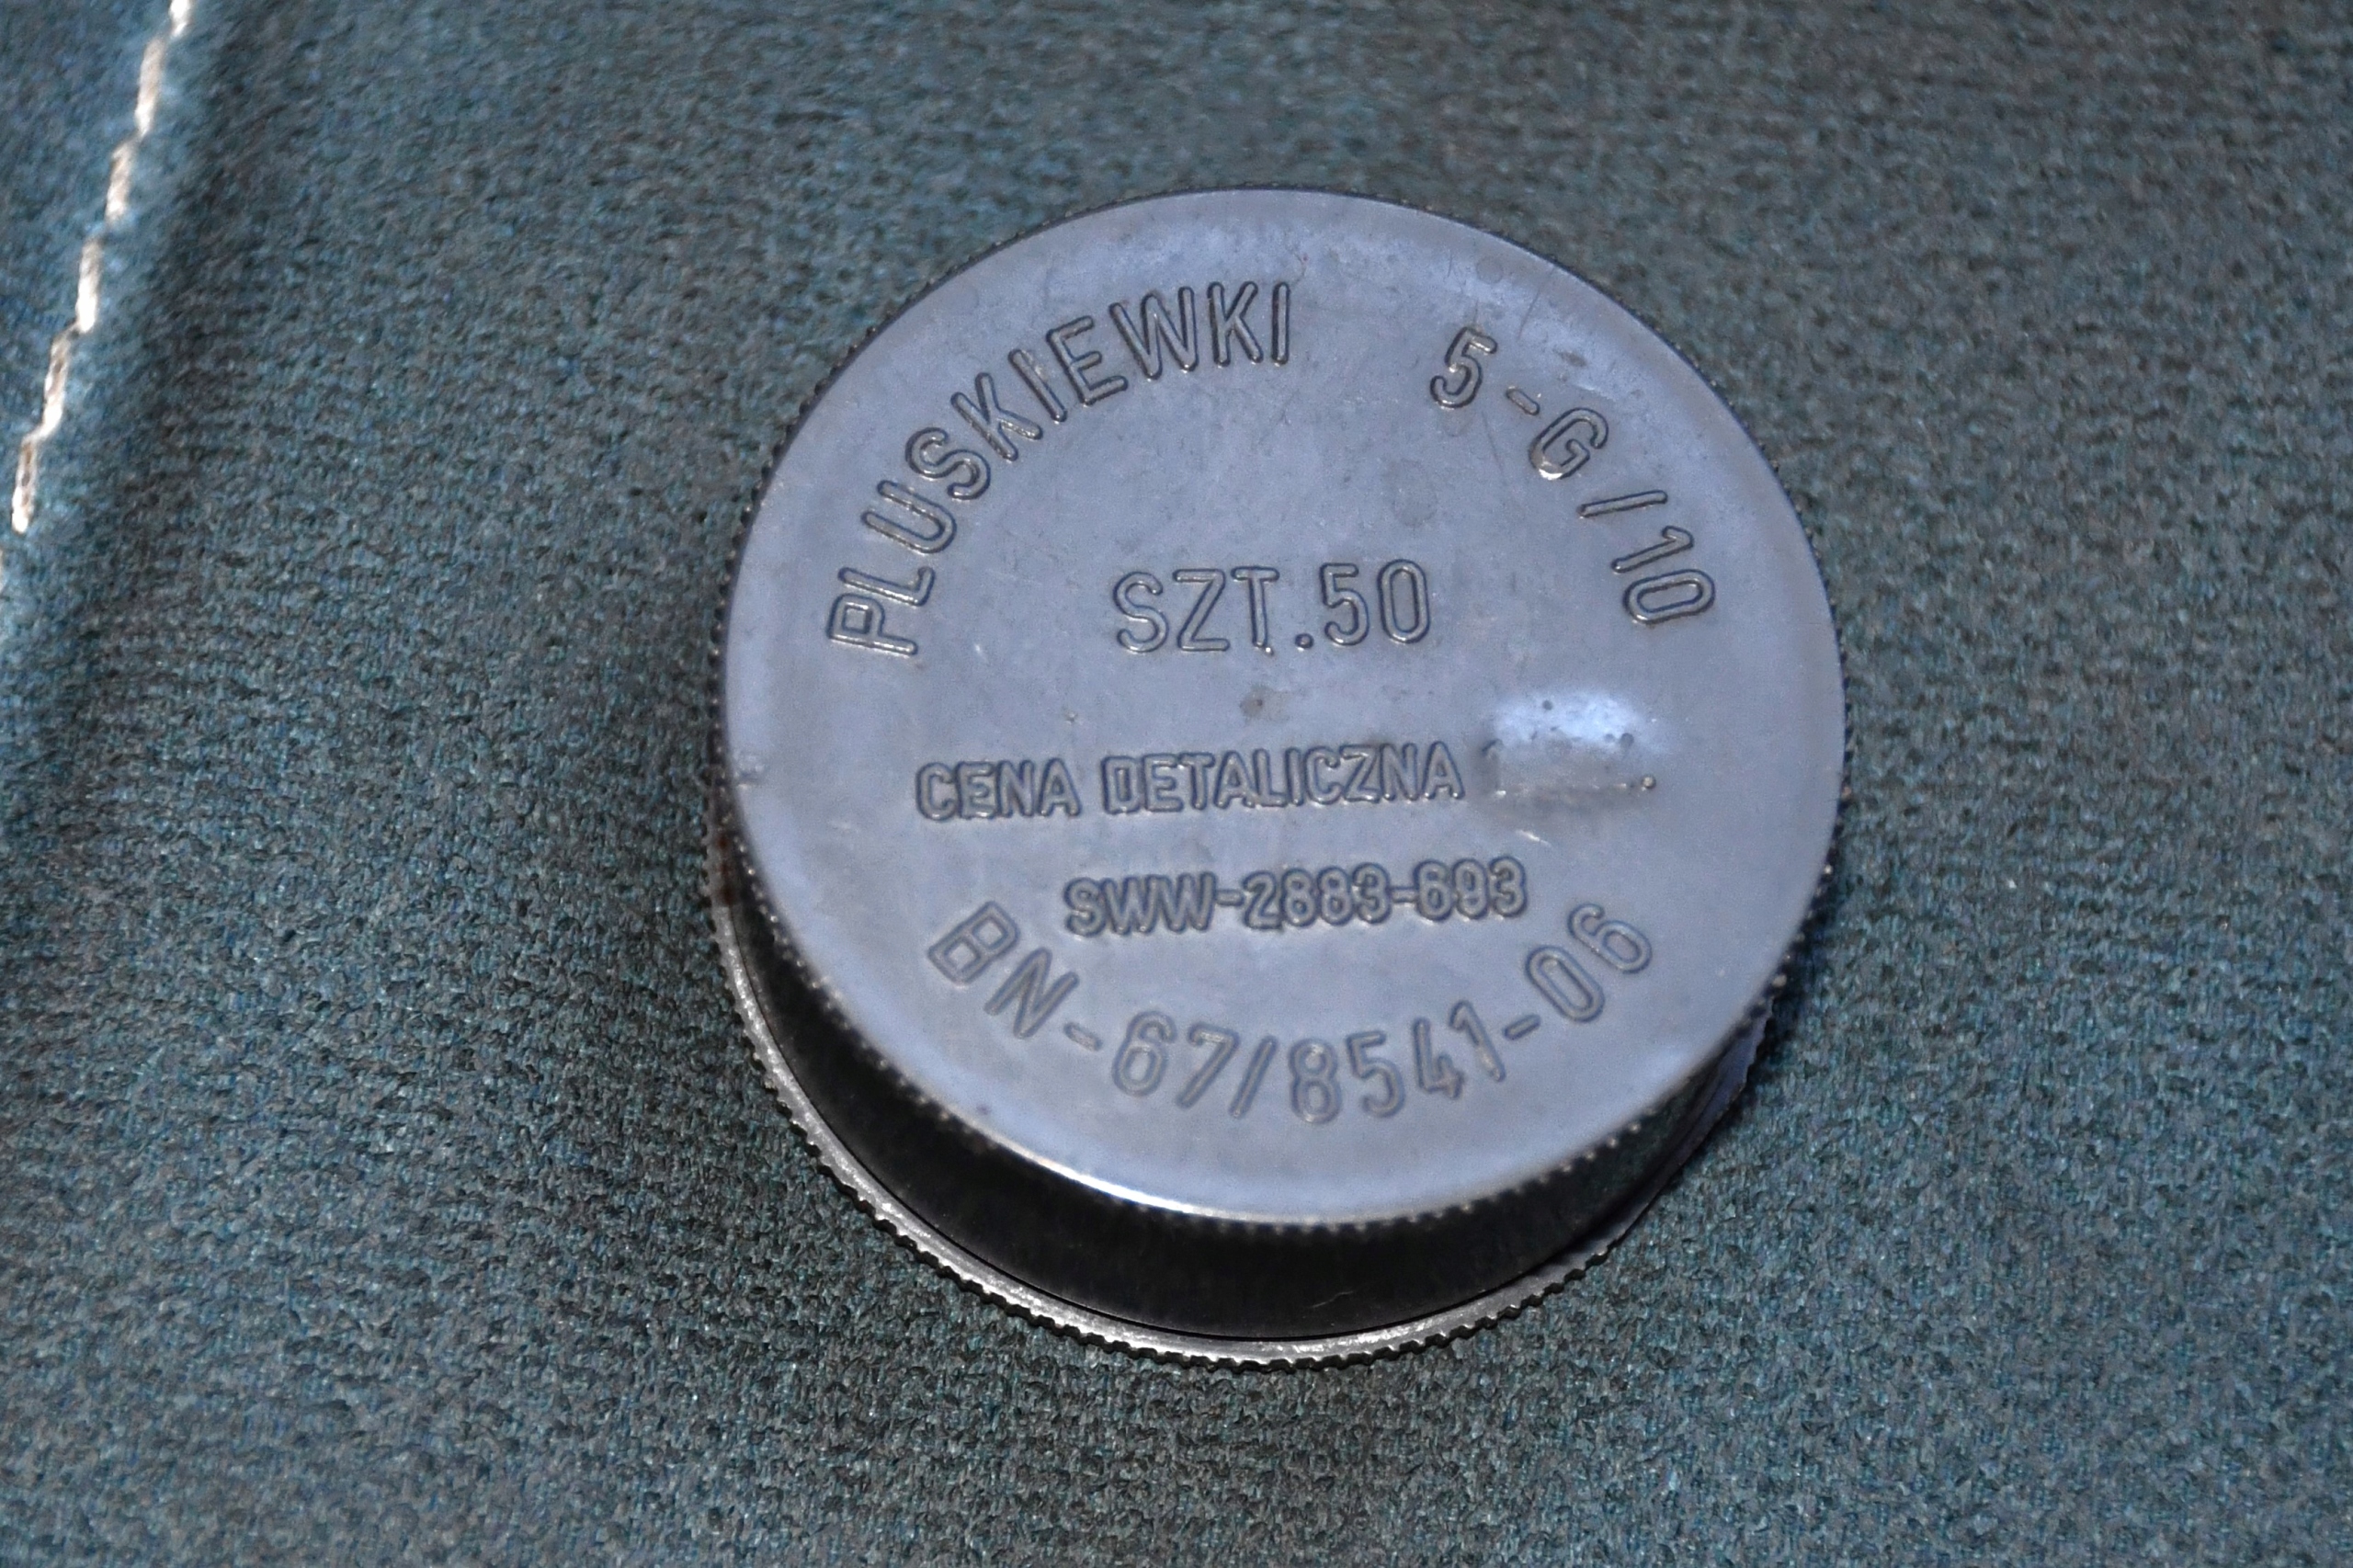 PLUSKIEWKI 5-G/10
SZT.50
CENA DETALICZNA
SWW-2883-693
BN-67/8541-06